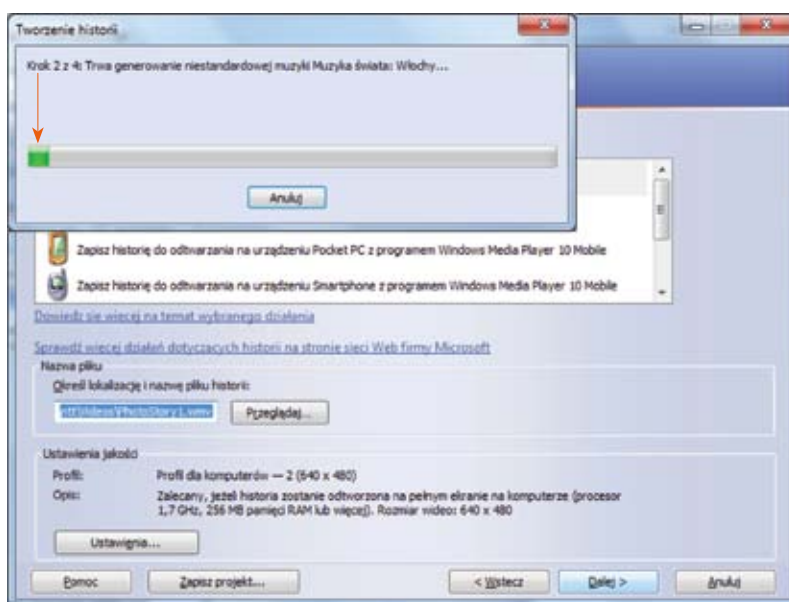 Tworzenie historii
Krok 2 z 4: Trwa generowanie niestandardowej muzyki Muzyka świata: Włochy...
Anuluj
Zapisz historię do odtwarzania na urządzeniu Pocket PC z programem Windows Media Player 10 Mobile
Zapisz historię do odtwarzania na urządzeniu Smartphone z programem Windows Media Player 10 Mobile
Dowiedz się więcej na temat wybranego działania
Sprawdź więcej działań dotyczących historii na stronie sieci Web firmy Microsoft
Nazwa pliku
Określ lokalizację i nazwę pliku historii:
\Videos\PhotoStory1.wmv
Przeglądaj...
Ustawienia jakości
Profil: Profil dla komputerów — 2 (640 x 480)
Opis: Zalecany, jeżeli historia zostanie odtworzona na pełnym ekranie na komputerze (procesor
1,7 GHz, 256 MB pamięci RAM lub więcej). Rozmiar wideo: 640 x 480
Ustawienia...
Pomoc Zapisz projekt... < Wstecz Dalej > Anuluj